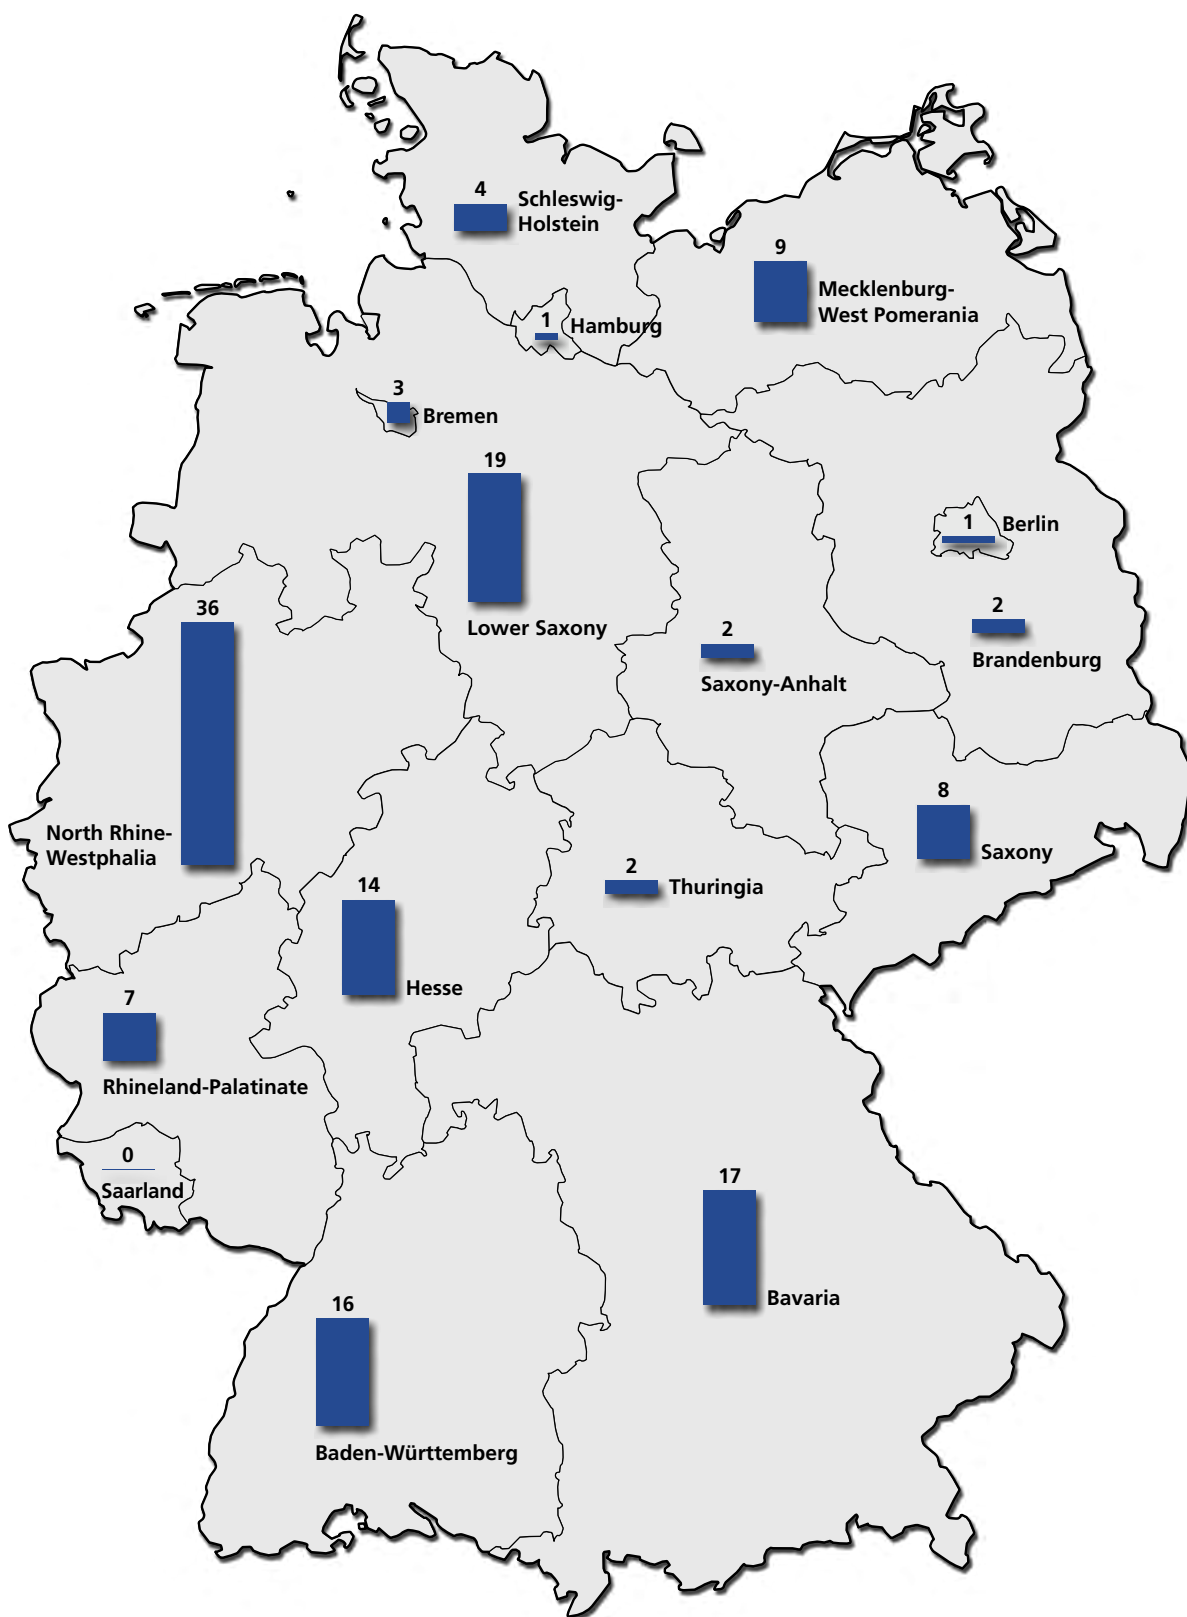 4
Schleswig-
Holstein
9
Mecklenburg-
West Pomerania
1
Hamburg
3
Bremen
19
Lower Saxony
1
Berlin
2
Brandenburg
36
North Rhine-
Westphalia
2
Saxony-Anhalt
8
Saxony
2
Thuringia
14
Hesse
7
Rhineland-Palatinate
0
Saarland
17
Bavaria
16
Baden-Württemberg